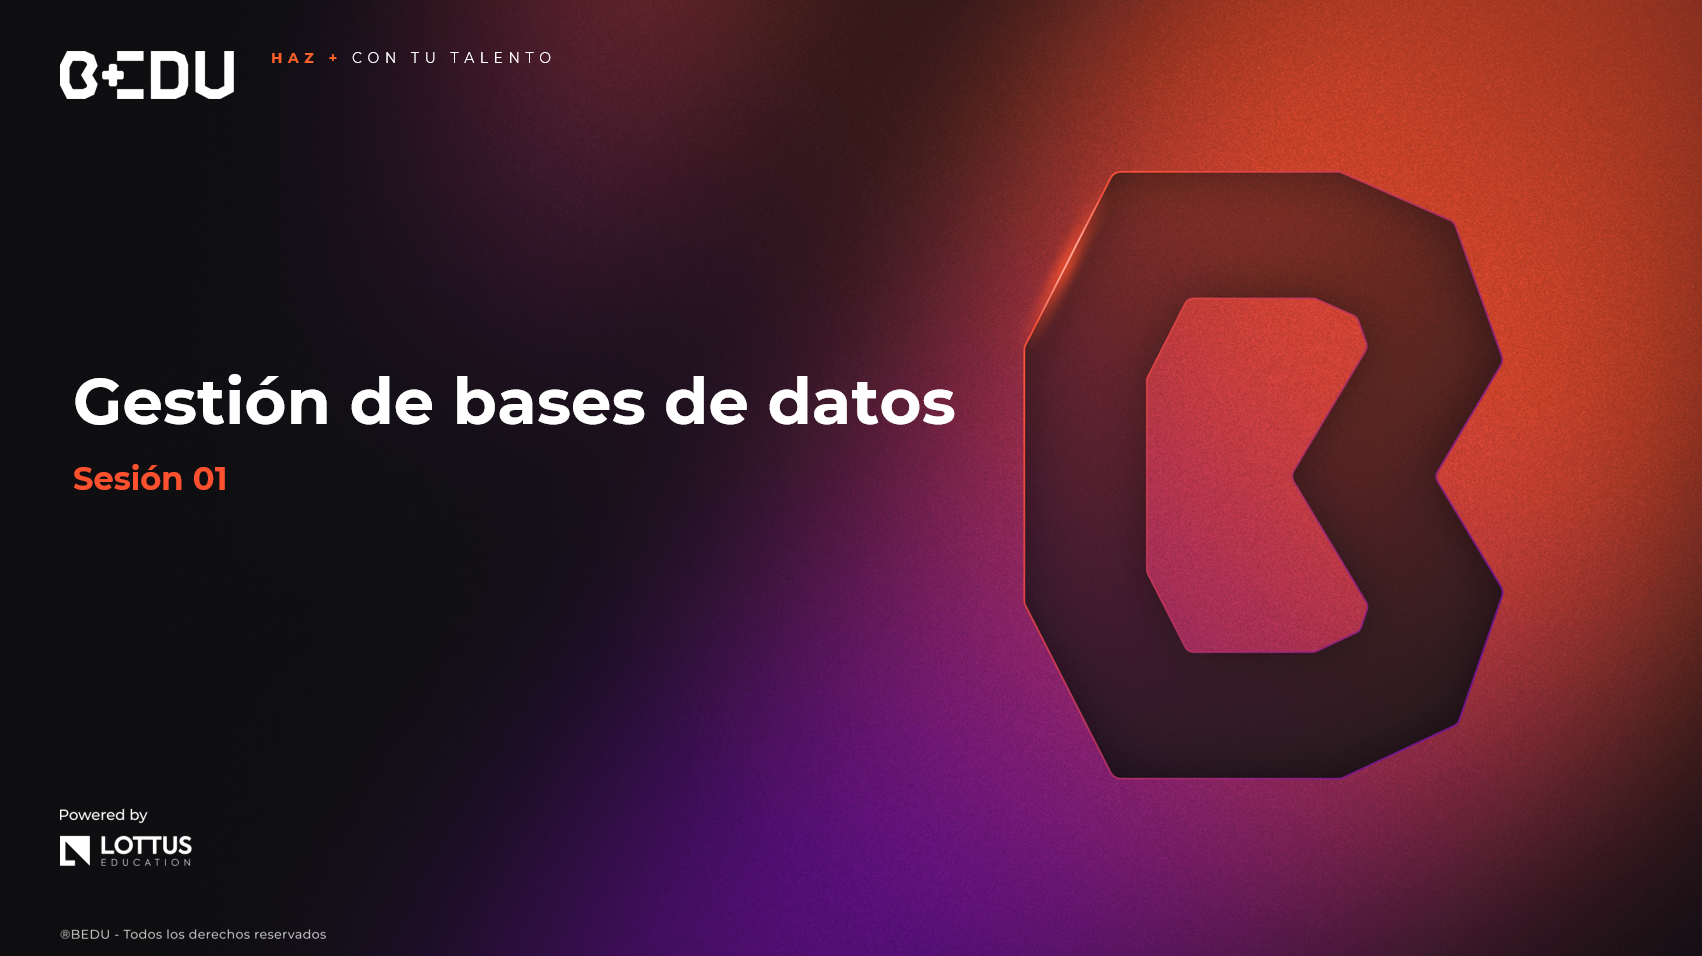 BEDU
HAZ + CON TU TALENTO
Gestión de bases de datos
Sesión 01
Powered by
LOTTUS
EDUCATION
®BEDU - Todos los derechos reservados